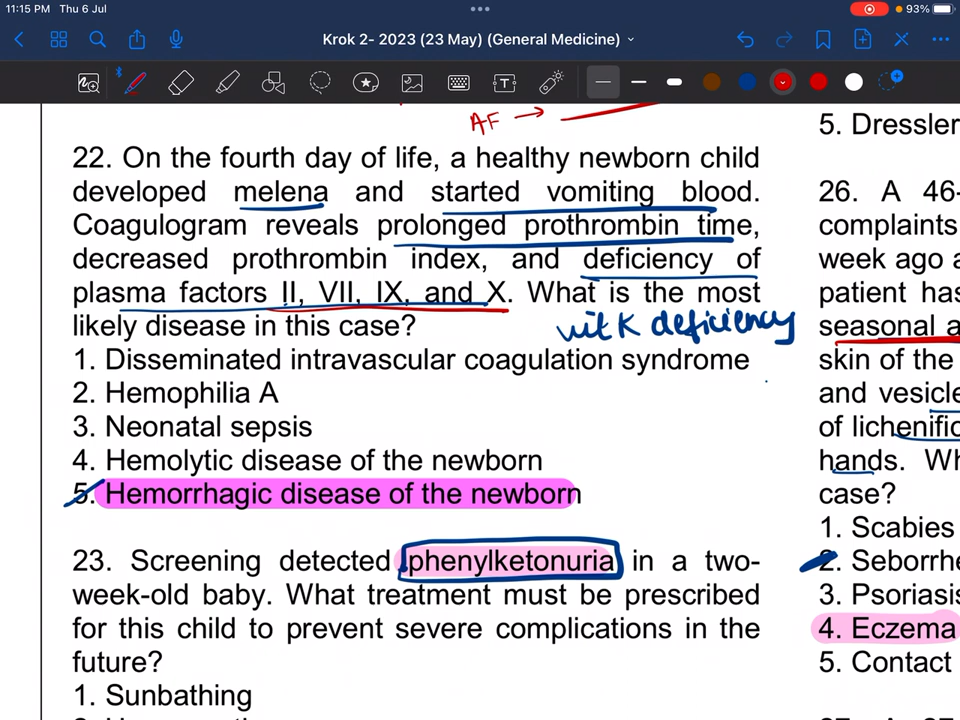 11:15 PM Thu 6 Jul
93%
Krok 2- 2023 (23 May) (General Medicine)
AF →
22. On the fourth day of life, a healthy newborn child
developed melena and started vomiting blood.
Coagulogram reveals prolonged prothrombin time,
decreased prothrombin index, and deficiency of
plasma factors II, VII, IX, and X. What is the most
likely disease in this case?
vit K deficiency
1. Disseminated intravascular coagulation syndrome
2. Hemophilia A
3. Neonatal sepsis
4. Hemolytic disease of the newborn
5. Hemorrhagic disease of the newborn
23. Screening detected phenylketonuria in a two-
week-old baby. What treatment must be prescribed
for this child to prevent severe complications in the
future?
1. Sunbathing
5. Dressler
26. A 46-
complaints
week ago a
patient has
seasonal a
skin of the
and vesicle
of lichenific
hands. Wh
case?
1. Scabies
2. Seborrhe
3. Psoriasis
4. Eczema
5. Contact